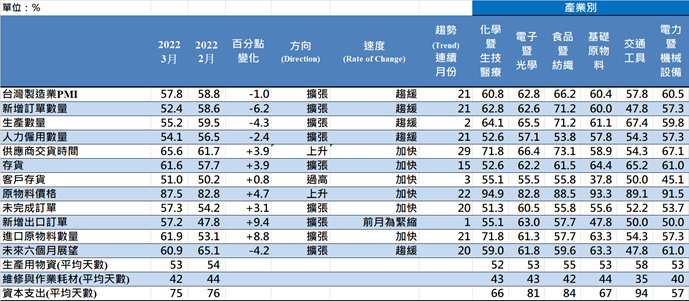 單位：%
產業別
2022 3月 2022 2月 百分點變化 方向 (Direction) 速度 (Rate of Change) 趨勢 (Trend) 連續月份 化學暨生技醫療 電子暨光學 食品暨紡織 基礎原物料 交通工具 電力暨機械設備
台灣製造業PMI 57.8 58.8 -1.0 擴張 趨緩 21 60.8 62.8 66.2 60.4 57.8 60.5
新增訂單數量 52.4 58.6 -6.2 擴張 趨緩 21 62.8 62.6 71.2 60.0 47.8 57.3
生產數量 55.2 59.5 -4.3 擴張 趨緩 2 64.1 65.5 71.2 61.1 67.4 59.8
人力僱用數量 54.1 56.5 -2.4 擴張 趨緩 21 52.6 57.1 53.8 57.8 54.3 57.3
供應商交貨時間 65.6 61.7 +3.9 上升 加快 29 71.8 66.4 73.1 58.9 54.3 67.1
存貨 61.6 57.7 +3.9 擴張 加快 15 52.6 62.2 61.5 64.4 65.2 61.0
客戶存貨 51.0 50.2 +0.8 過高 加快 3 55.1 55.5 55.8 37.8 50.0 45.1
原物料價格 87.5 82.8 +4.7 上升 加快 22 94.9 82.8 88.5 93.3 89.1 91.5
未完成訂單 57.3 54.2 +3.1 擴張 加快 20 51.3 60.5 55.8 55.6 52.2 53.7
新增出口訂單 57.2 47.8 +9.4 擴張 前月為緊縮 1 55.1 63.0 57.7 47.8 50.0 50.0
進口原物料數量 61.9 53.1 +8.8 擴張 加快 21 71.8 61.3 57.7 63.3 54.3 57.3
未來六個月展望 60.9 65.1 -4.2 擴張 趨緩 20 59.0 61.8 59.6 63.3 47.8 61.0
生產用物資(平均天數) 53 54 52 53 55 53 58 53
維修與作業耗材(平均天數) 42 44 43 43 42 44 35 40
資本支出(平均天數) 75 76 66 81 84 67 94 57